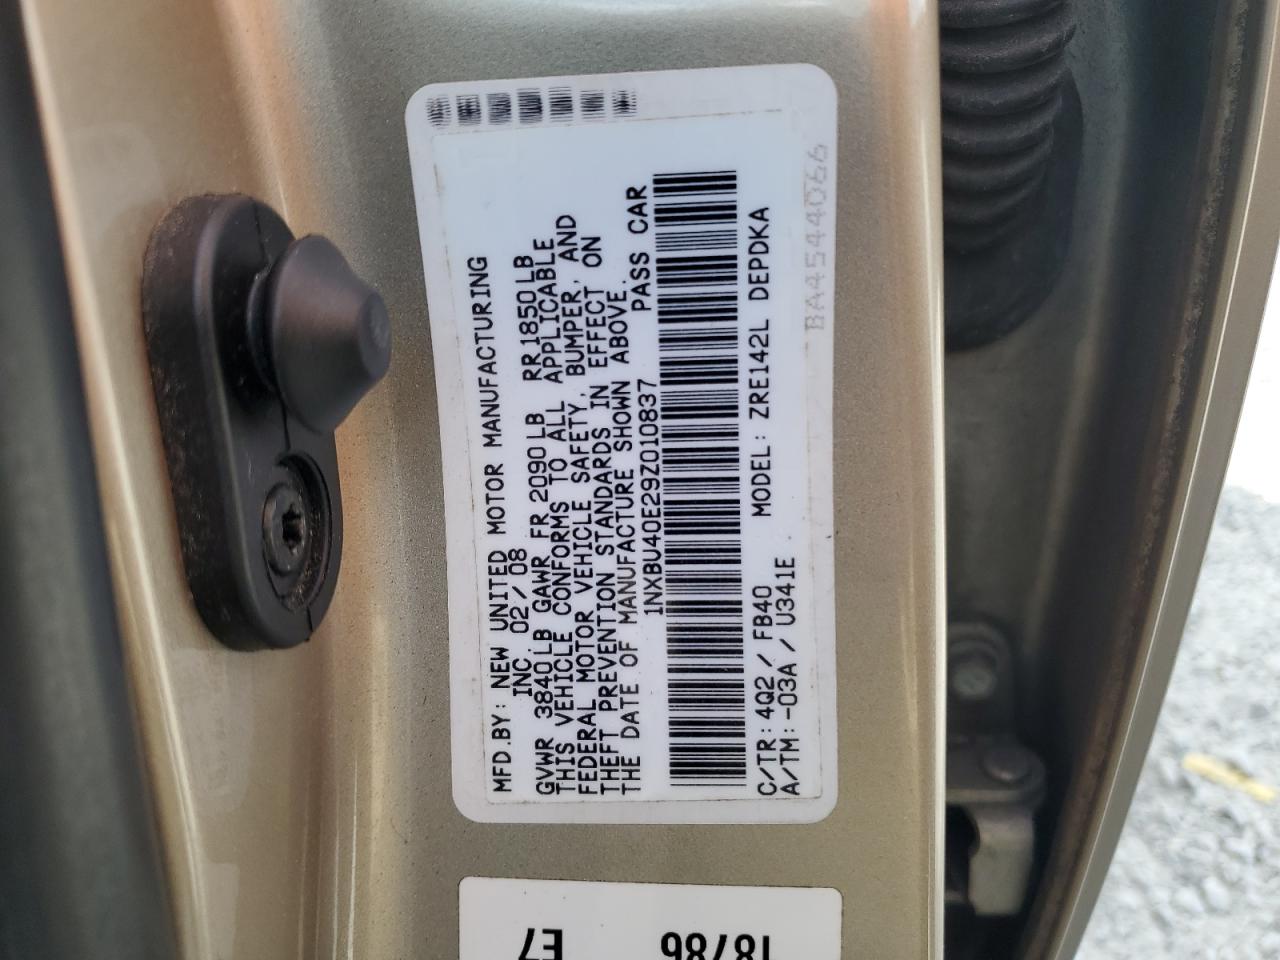 MFD.BY: NEW UNITED MOTOR MANUFACTURING
INC. 02/08
GVWR 3840LB GAWR FR 2090LB RR 1850LB
THIS VEHICLE CONFORMS TO ALL APPLICABLE
FEDERAL MOTOR VEHICLE SAFETY, BUMPER, AND
THEFT PREVENTION STANDARDS IN EFFECT ON
THE DATE OF MANUFACTURE SHOWN ABOVE.
1NXBU40E29Z010837 PASS CAR
C/TR: 4Q2/FB40 MODEL: ZRE142L DEPDKA
A/TM: -03A/U341E
BA4544066
E7
18786